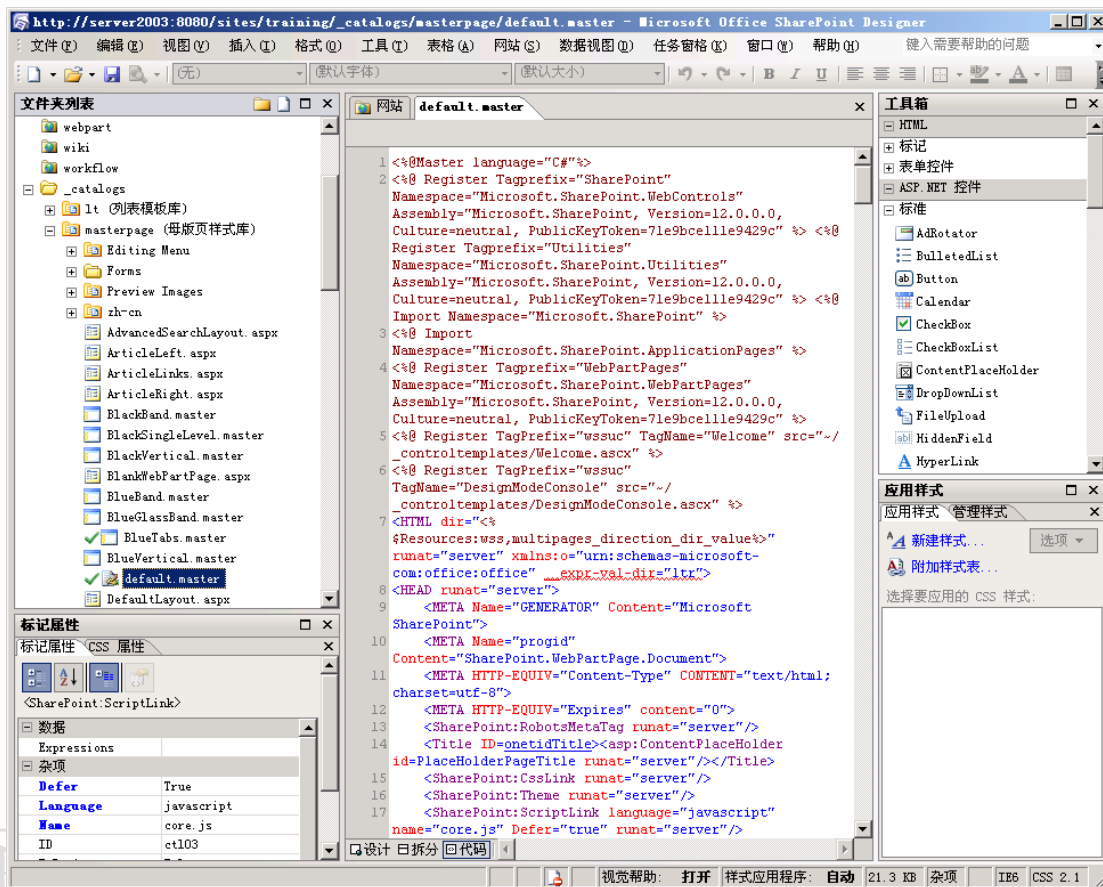 http://server2003:8080/sites/training/_catalogs/masterpage/default.master - Microsoft Office SharePoint Designer
文件(F) 编辑(E) 视图(V) 插入(I) 格式(O) 工具(T) 表格(A) 网站(S) 数据视图(D) 任务窗格(K) 窗口(W) 帮助(H) 键入需要帮助的问题
(无) (默认字体) (默认大小) B I U A
文件夹列表
webpart
wiki
workflow
_catalogs
lt (列表模板库)
masterpage (母版页样式库)
Editing Menu
Forms
Preview Images
zh-cn
AdvancedSearchLayout.aspx
ArticleLeft.aspx
ArticleLinks.aspx
ArticleRight.aspx
BlackBand.master
BlackSingleLevel.master
BlackVertical.master
BlankWebPartPage.aspx
BlueBand.master
BlueGlassBand.master
BlueTabs.master
BlueVertical.master
default.master
DefaultLayout.aspx
标记属性
标记属性 CSS 属性
<SharePoint:ScriptLink>
数据
Expressions
杂项
Defer True
Language javascript
Name core.js
ID ctl03
网站 default.master
1 <%@Master language="C#"%>
2 <%@ Register Tagprefix="SharePoint"
Namespace="Microsoft.SharePoint.WebControls"
Assembly="Microsoft.SharePoint, Version=12.0.0.0,
Culture=neutral, PublicKeyToken=71e9bce111e9429c" %> <%@
Register Tagprefix="Utilities"
Namespace="Microsoft.SharePoint.Utilities"
Assembly="Microsoft.SharePoint, Version=12.0.0.0,
Culture=neutral, PublicKeyToken=71e9bce111e9429c" %> <%@
Import Namespace="Microsoft.SharePoint" %>
3 <%@ Import
Namespace="Microsoft.SharePoint.ApplicationPages" %>
4 <%@ Register Tagprefix="WebPartPages"
Namespace="Microsoft.SharePoint.WebPartPages"
Assembly="Microsoft.SharePoint, Version=12.0.0.0,
Culture=neutral, PublicKeyToken=71e9bce111e9429c" %>
5 <%@ Register TagPrefix="wssuc" TagName="Welcome" src="~/
_controltemplates/Welcome.ascx" %>
6 <%@ Register TagPrefix="wssuc"
TagName="DesignModeConsole" src="~/
_controltemplates/DesignModeConsole.ascx" %>
7 <HTML dir="<%
$Resources:wss,multipages_direction_dir_value%>"
runat="server" xmlns:o="urn:schemas-microsoft-
com:office:office" __expr-val-dir="ltr">
8 <HEAD runat="server">
9 <META Name="GENERATOR" Content="Microsoft
SharePoint">
10 <META Name="progid"
Content="SharePoint.WebPartPage.Document">
11 <META HTTP-EQUIV="Content-Type" CONTENT="text/html;
charset=utf-8">
12 <META HTTP-EQUIV="Expires" content="0">
13 <SharePoint:RobotsMetaTag runat="server"/>
14 <Title ID=onetidTitle><asp:ContentPlaceHolder
id=PlaceHolderPageTitle runat="server"/></Title>
15 <SharePoint:CssLink runat="server"/>
16 <SharePoint:Theme runat="server"/>
17 <SharePoint:ScriptLink language="javascript"
name="core.js" Defer="true" runat="server"/>
设计 拆分 代码
工具箱
HTML
标记
表单控件
ASP.NET 控件
标准
AdRotator
BulletedList
Button
Calendar
CheckBox
CheckBoxList
ContentPlaceHolder
DropDownList
FileUpload
HiddenField
HyperLink
应用样式
应用样式 管理样式
新建样式... 选项
附加样式表...
选择要应用的 CSS 样式:
视觉帮助: 打开 样式应用程序: 自动 21.3 KB 杂项 IE6 CSS 2.1